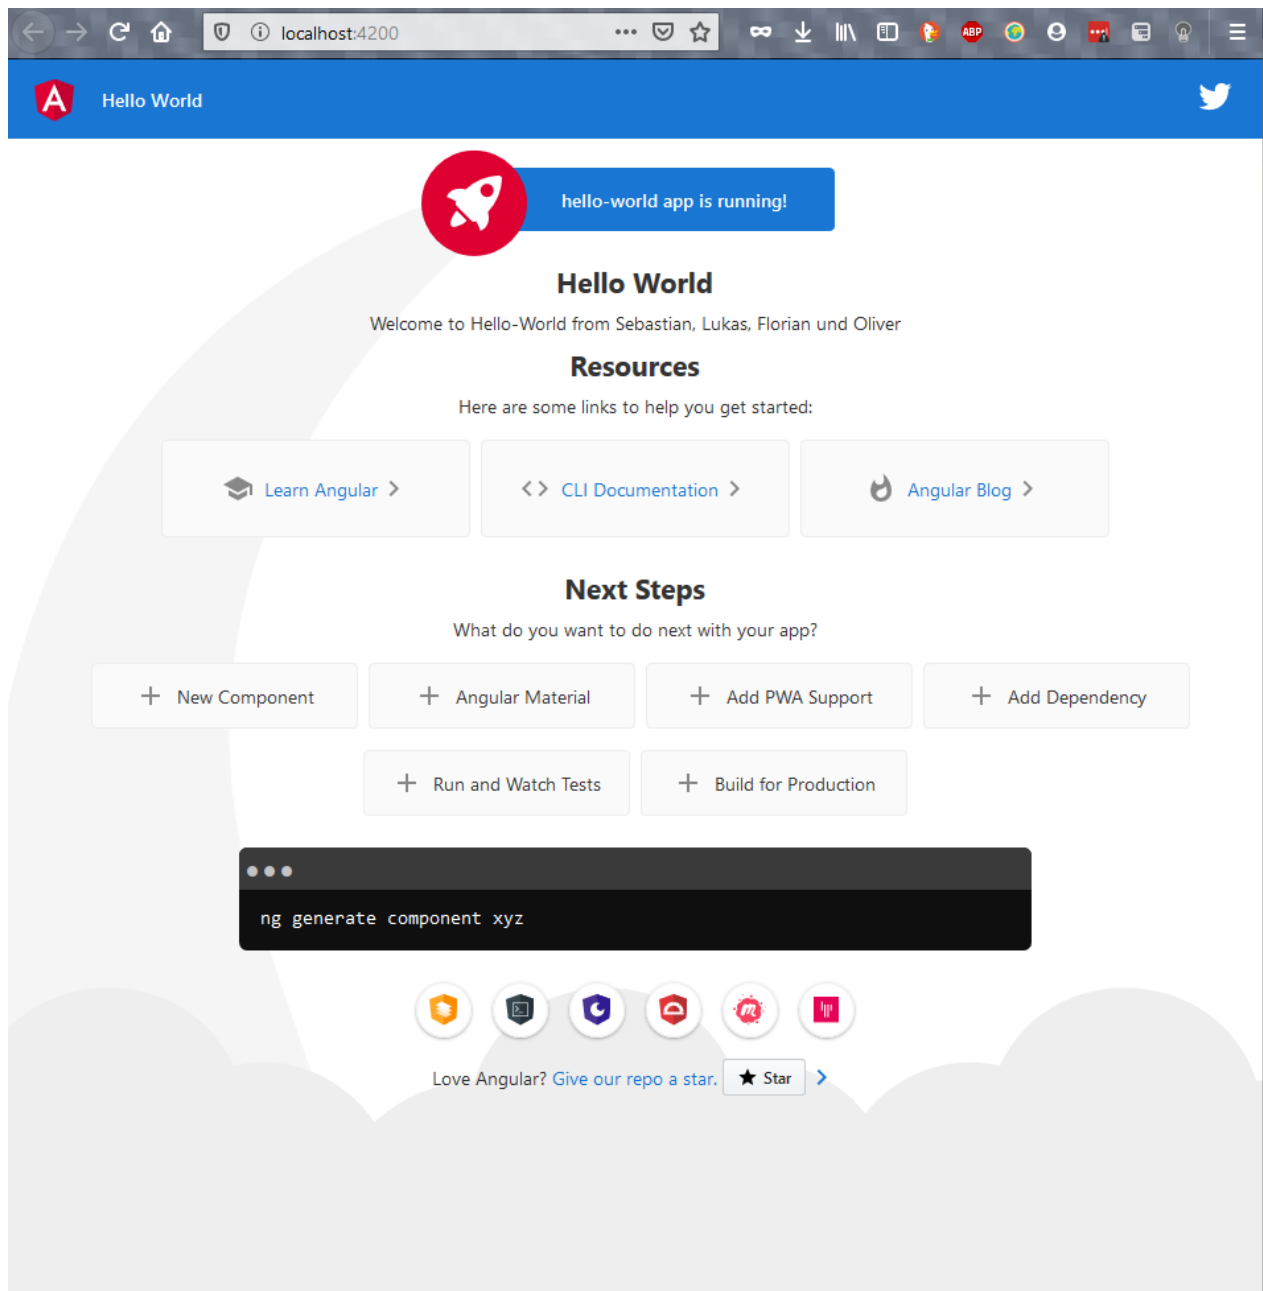 localhost:4200
ABP
A Hello World
hello-world app is running!
Hello World
Welcome to Hello-World from Sebastian, Lukas, Florian und Oliver
Resources
Here are some links to help you get started:
Learn Angular
CLI Documentation
Angular Blog
Next Steps
What do you want to do next with your app?
New Component
Angular Material
Add PWA Support
Add Dependency
Run and Watch Tests
Build for Production
ng generate component xyz
m
Love Angular? Give our repo a star. Star